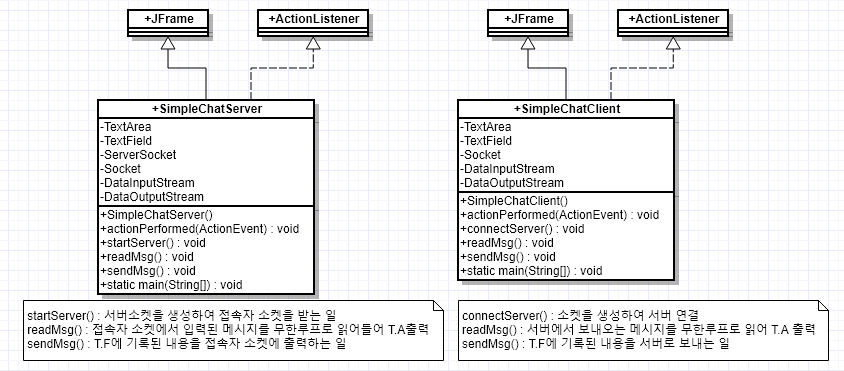 +JFrame
+ActionListener
+SimpleChatServer
-TextArea
-TextField
-ServerSocket
-Socket
-DataInputStream
-DataOutputStream
+SimpleChatServer()
+actionPerformed(ActionEvent) : void
+startServer() : void
+readMsg() : void
+sendMsg() : void
+static main(String[]) : void
startServer() : 서버소켓을 생성하여 접속자 소켓을 받는 일
readMsg() : 접속자 소켓에서 입력된 메시지를 무한루프로 읽어들어 T.A출력
sendMsg() : T.F에 기록된 내용을 접속자 소켓에 출력하는 일
+JFrame
+ActionListener
+SimpleChatClient
-TextArea
-TextField
-Socket
-DataInputStream
-DataOutputStream
+SimpleChatClient()
+actionPerformed(ActionEvent) : void
+connectServer() : void
+readMsg() : void
+sendMsg() : void
+static main(String[]) : void
connectServer() : 소켓을 생성하여 서버 연결
readMsg() : 서버에서 보내오는 메시지를 무한루프로 읽어 T.A 출력
sendMsg() : T.F에 기록된 내용을 서버로 보내는 일